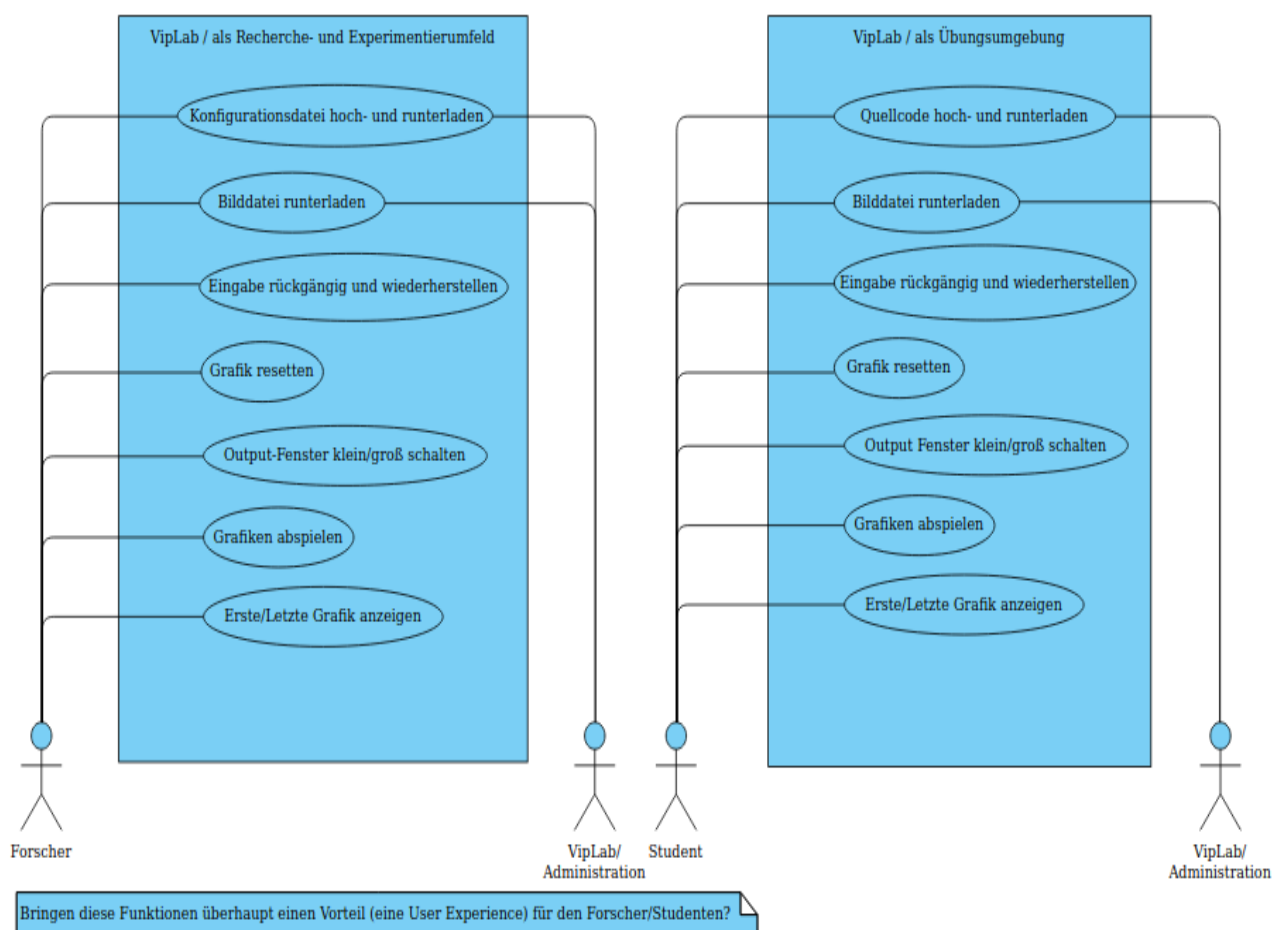 VipLab / als Recherche- und Experimentierumfeld
Konfigurationsdatei hoch- und runterladen
Bilddatei runterladen
Eingabe rückgängig und wiederherstellen
Grafik resetten
Output-Fenster klein/groß schalten
Grafiken abspielen
Erste/Letzte Grafik anzeigen
Forscher
VipLab/
Administration
VipLab / als Übungsumgebung
Quellcode hoch- und runterladen
Bilddatei runterladen
Eingabe rückgängig und wiederherstellen
Grafik resetten
Output Fenster klein/groß schalten
Grafiken abspielen
Erste/Letzte Grafik anzeigen
Student
VipLab/
Administration
Bringen diese Funktionen überhaupt einen Vorteil (eine User Experience) für den Forscher/Studenten?